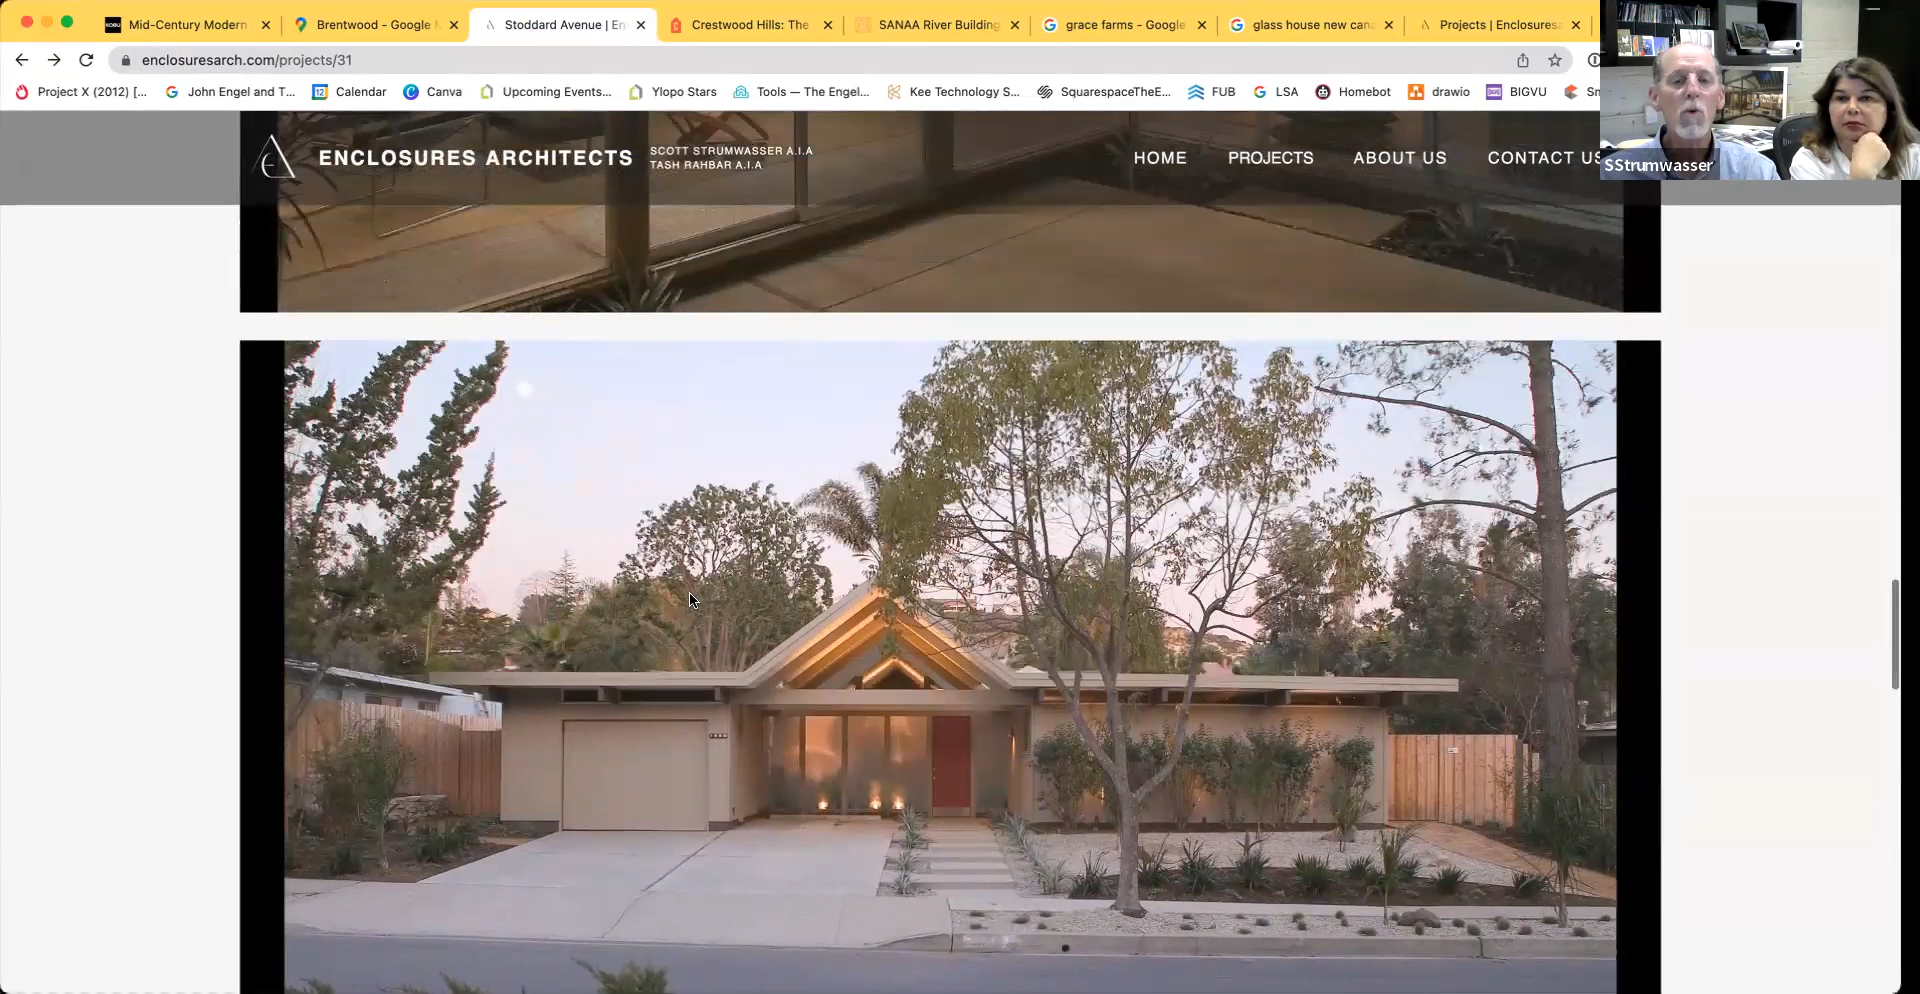 Mid-Century Modern
Brentwood - Google M
Stoddard Avenue | En
Crestwood Hills: The
SANAA River Building
grace farms - Google
glass house new cana
Projects | Enclosures
enclosuresarch.com/projects/31
Project X (2012) [...
John Engel and T...
Calendar
Canva
Upcoming Events...
Ylopo Stars
Tools — The Engel...
Kee Technology S...
SquarespaceTheE...
FUB
LSA
Homebot
drawio
BIGVU
Sn
ENCLOSURES ARCHITECTS
SCOTT STRUMWASSER A.I.A
TASH RAHBAR A.I.A
HOME
PROJECTS
ABOUT US
CONTACT US
SStrumwasser